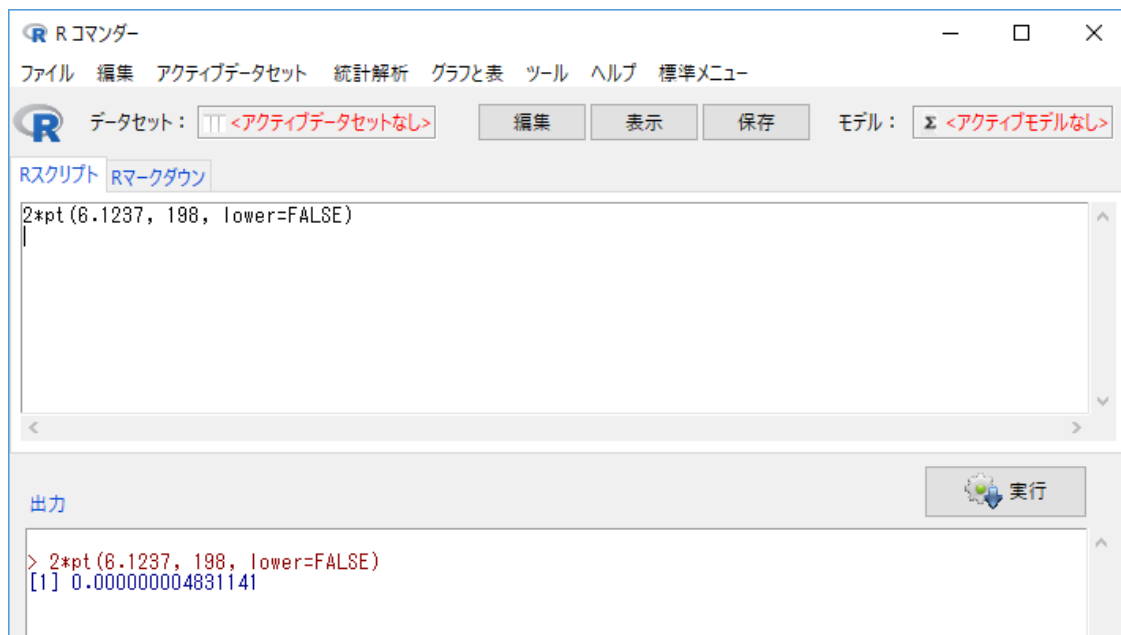 R コマンダー
ファイル 編集 アクティブデータセット 統計解析 グラフと表 ツール ヘルプ 標準メニュー
データセット： <アクティブデータセットなし> 編集 表示 保存 モデル： Σ <アクティブモデルなし>
Rスクリプト Rマークダウン
2*pt(6.1237, 198, lower=FALSE)
実行
出力
> 2*pt(6.1237, 198, lower=FALSE)
[1] 0.000000004831141